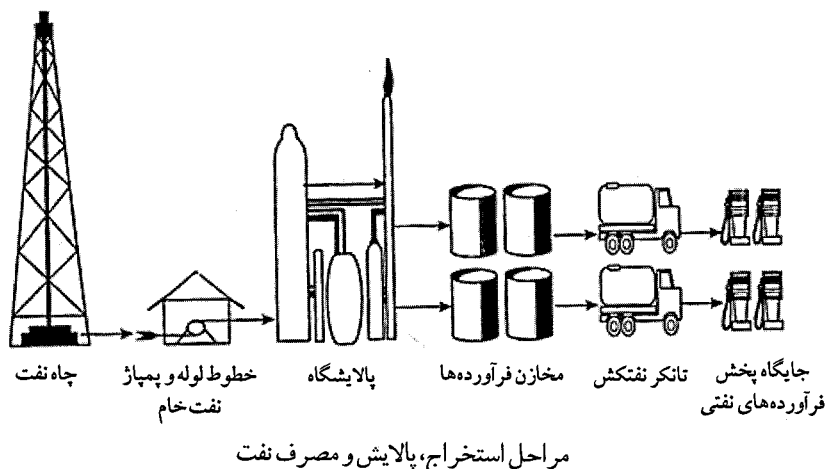 چاه نفت
خطوط لوله و پمپاژ
نفت خام
پالایشگاه
مخازن فرآورده‌ها
تانکر نفتکش
جایگاه پخش
فرآورده‌های نفتی
مراحل استخراج، پالایش و مصرف نفت